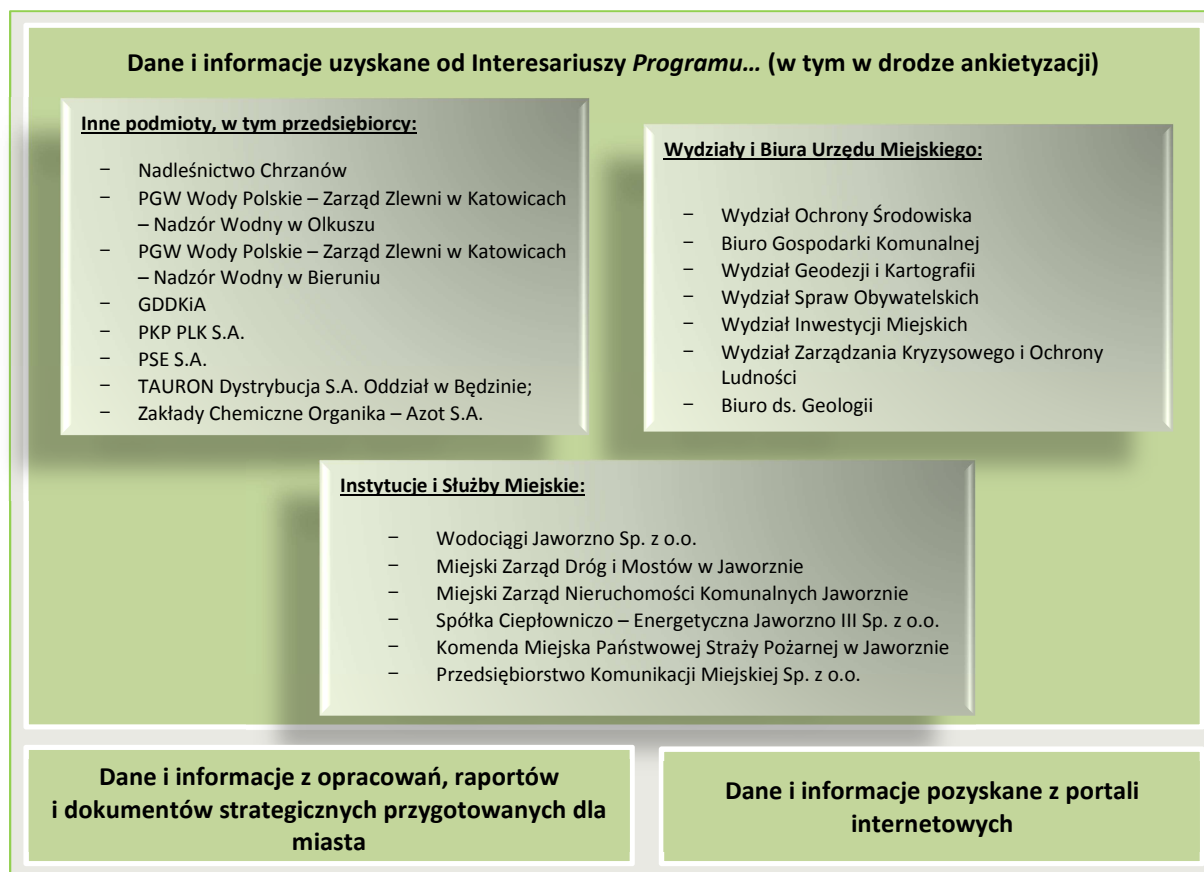 Dane i informacje uzyskane od Interesariuszy Programu... (w tym w drodze ankietyzacji)
Inne podmioty, w tym przedsiębiorcy:
– Nadleśnictwo Chrzanów
– PGW Wody Polskie – Zarząd Zlewni w Katowicach
– Nadzór Wodny w Olkuszu
– PGW Wody Polskie – Zarząd Zlewni w Katowicach
– Nadzór Wodny w Bieruniu
– GDDKiA
– PKP PLK S.A.
– PSE S.A.
– TAURON Dystrybucja S.A. Oddział w Będzinie;
– Zakłady Chemiczne Organika – Azot S.A.
Wydziały i Biura Urzędu Miejskiego:
– Wydział Ochrony Środowiska
– Biuro Gospodarki Komunalnej
– Wydział Geodezji i Kartografii
– Wydział Spraw Obywatelskich
– Wydział Inwestycji Miejskich
– Wydział Zarządzania Kryzysowego i Ochrony
Ludności
– Biuro ds. Geologii
Instytucje i Służby Miejskie:
– Wodociągi Jaworzno Sp. z o.o.
– Miejski Zarząd Dróg i Mostów w Jaworznie
– Miejski Zarząd Nieruchomości Komunalnych Jaworznie
– Spółka Ciepłowniczo – Energetyczna Jaworzno III Sp. z o.o.
– Komenda Miejska Państwowej Straży Pożarnej w Jaworznie
– Przedsiębiorstwo Komunikacji Miejskiej Sp. z o.o.
Dane i informacje z opracowań, raportów
i dokumentów strategicznych przygotowanych dla
miasta
Dane i informacje pozyskane z portali
internetowych